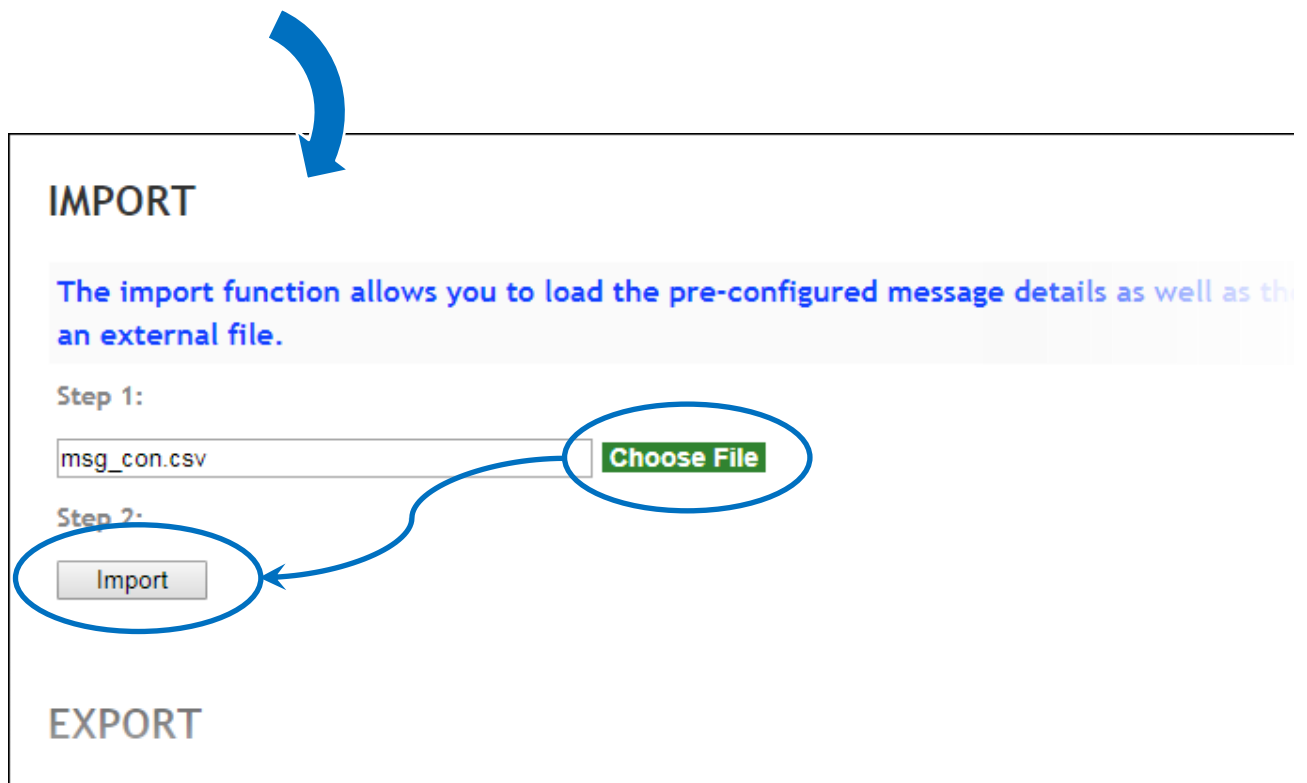 IMPORT
The import function allows you to load the pre-configured message details as well as
an external file.
Step 1:
msg_con.csv
Choose File
Step 2:
Import
EXPORT